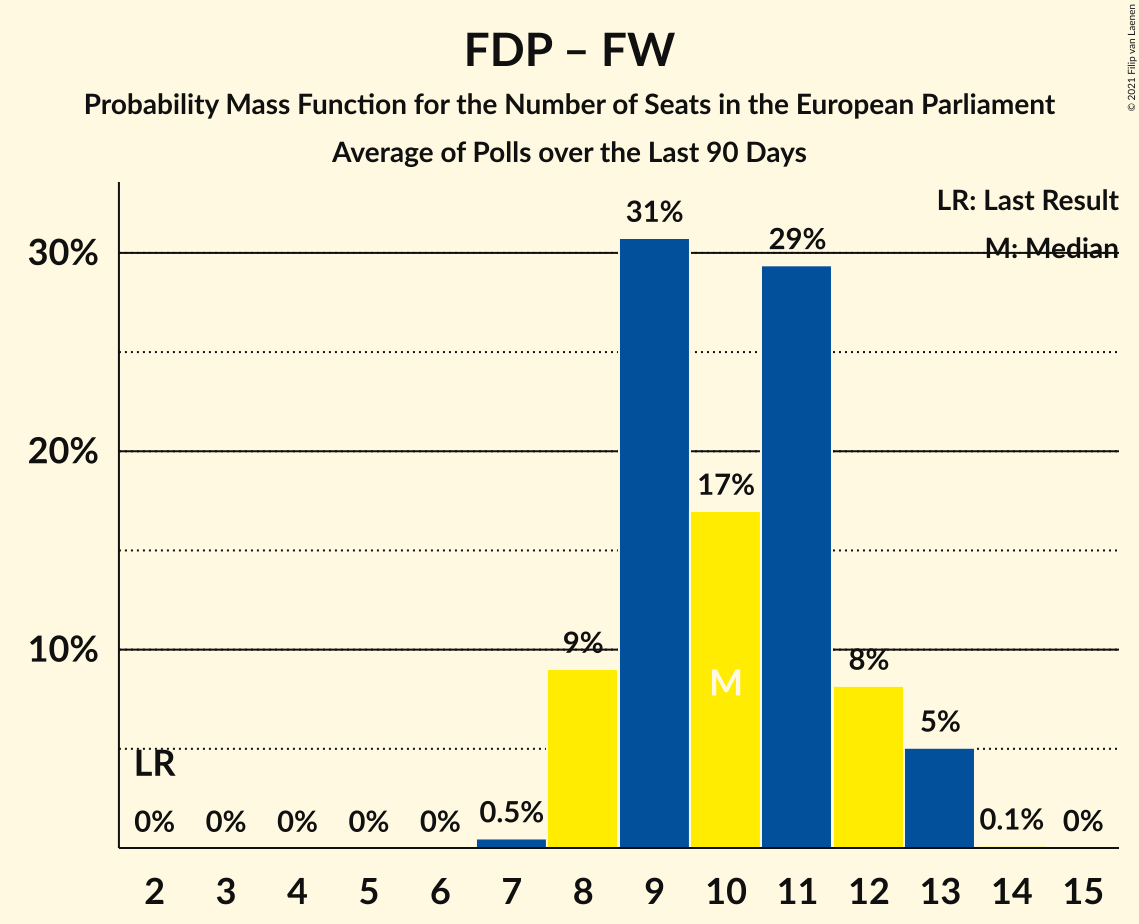 FDP – FW
Probability Mass Function for the Number of Seats in the European Parliament
Average of Polls over the Last 90 Days
© 2021 Filip van Laenen
LR: Last Result
M: Median
30%
20%
10%
31%
29%
17%
9%
8%
5%
0.5%
0.1%
0%
0%
0%
0%
0%
0%
LR
M
2 3 4 5 6 7 8 9 10 11 12 13 14 15